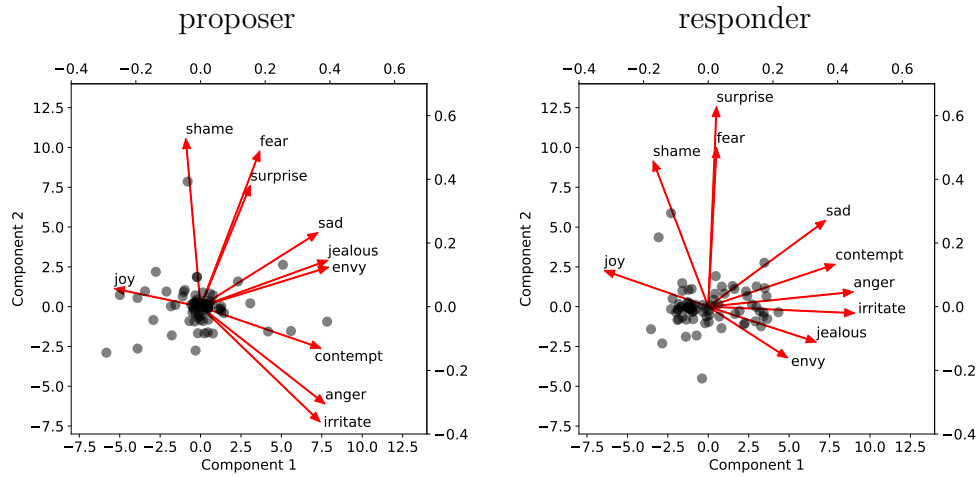 proposer
−0.4 −0.2 0.0 0.2 0.4 0.6
12.5
10.0
7.5
5.0
2.5
0.0
−2.5
−5.0
−7.5
Component 2
shame
fear
surprise
sad
jealous
envy
joy
contempt
anger
irritate
0.6
0.4
0.2
0.0
−0.2
−0.4
−7.5 −5.0 −2.5 0.0 2.5 5.0 7.5 10.0 12.5
Component 1
responder
−0.4 −0.2 0.0 0.2 0.4 0.6
12.5
10.0
7.5
5.0
2.5
0.0
−2.5
−5.0
−7.5
Component 2
surprise
fear
shame
sad
contempt
joy
anger
irritate
jealous
envy
0.6
0.4
0.2
0.0
−0.2
−0.4
−7.5 −5.0 −2.5 0.0 2.5 5.0 7.5 10.0 12.5
Component 1